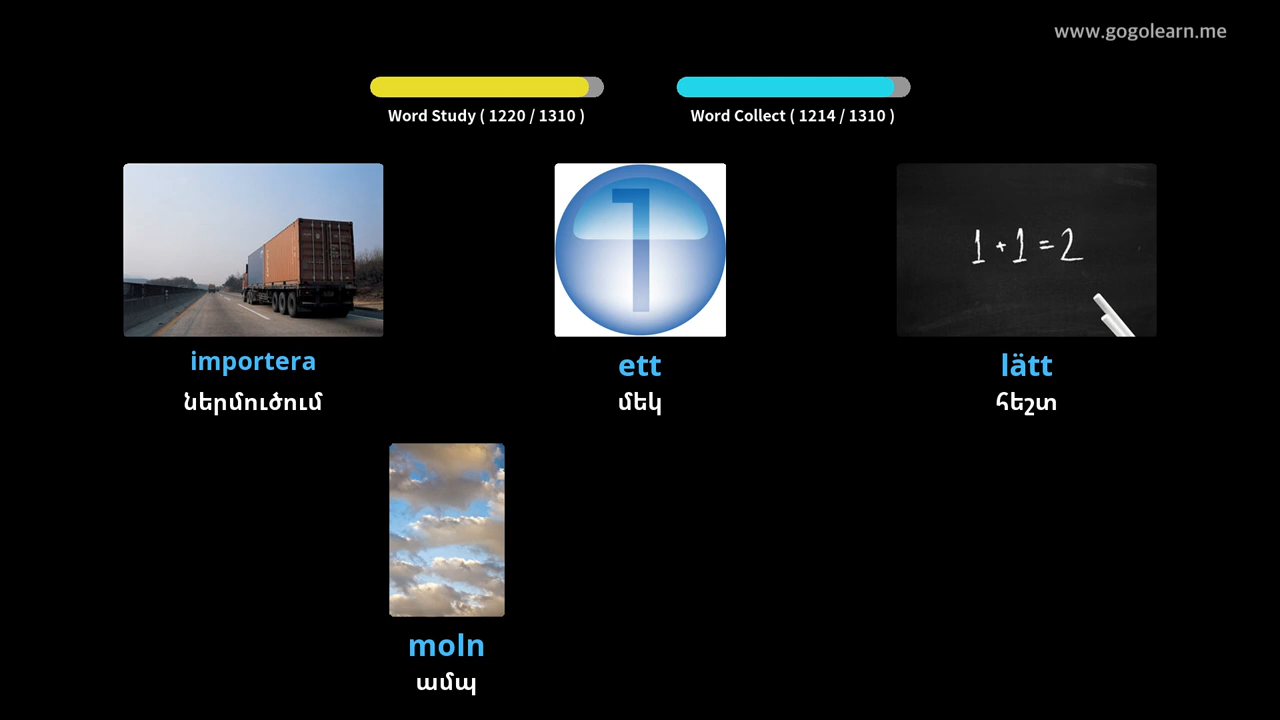 www.gogolearn.me
Word Study ( 1220 / 1310 )
Word Collect ( 1214 / 1310 )
1
1 + 1 = 2
importera
ett
lätt
ներմուծում
մեկ
հեշտ
moln
ամպ